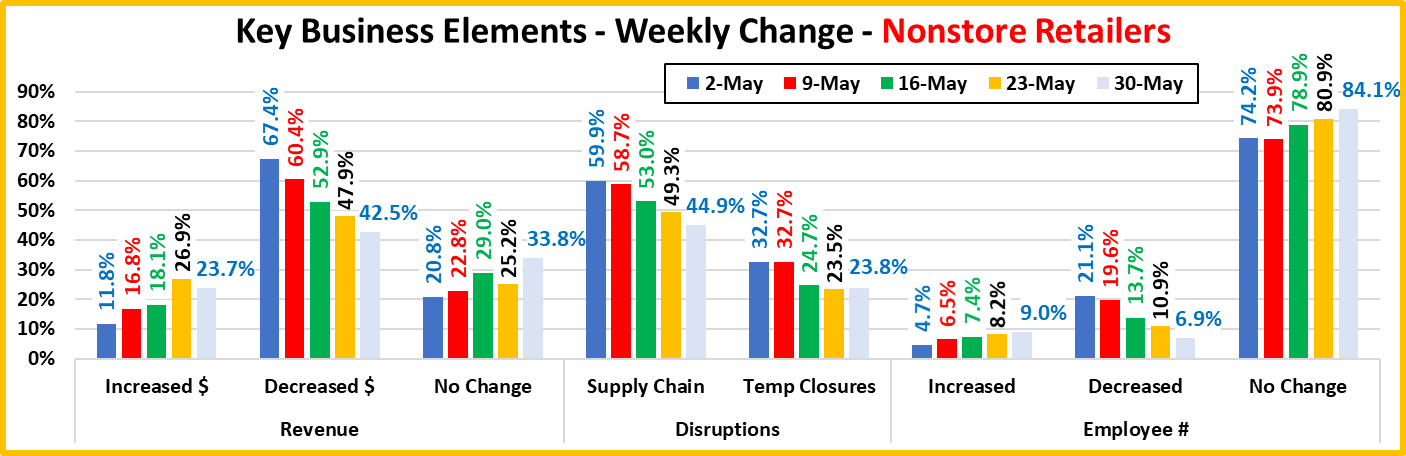 Key Business Elements - Weekly Change - Nonstore Retailers
2-May 9-May 16-May 23-May 30-May
90%
80%
70%
60%
50%
40%
30%
20%
10%
0%
11.8% 16.8% 18.1% 26.9% 23.7%
67.4% 60.4% 52.9% 47.9% 42.5%
20.8% 22.8% 29.0% 25.2% 33.8%
59.9% 58.7% 53.0% 49.3% 44.9%
32.7% 32.7% 24.7% 23.5% 23.8%
4.7% 6.5% 7.4% 8.2% 9.0%
21.1% 19.6% 13.7% 10.9% 6.9%
74.2% 73.9% 78.9% 80.9% 84.1%
Increased $ Decreased $ No Change Supply Chain Temp Closures Increased Decreased No Change
Revenue Disruptions Employee #